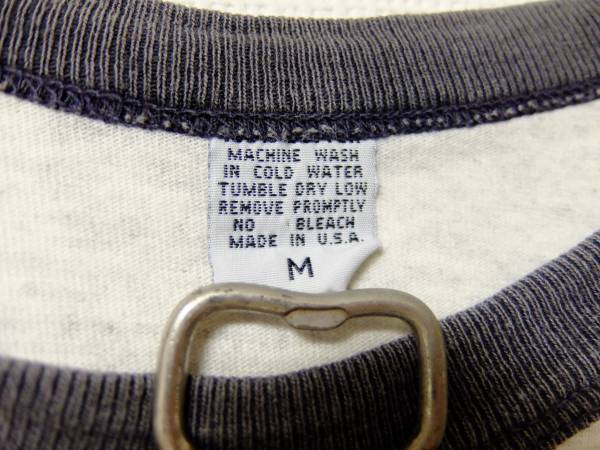 MACHINE WASH
IN COLD WATER
TUMBLE DRY LOW
REMOVE PROMPTLY
NO BLEACH
MADE IN U.S.A.
M